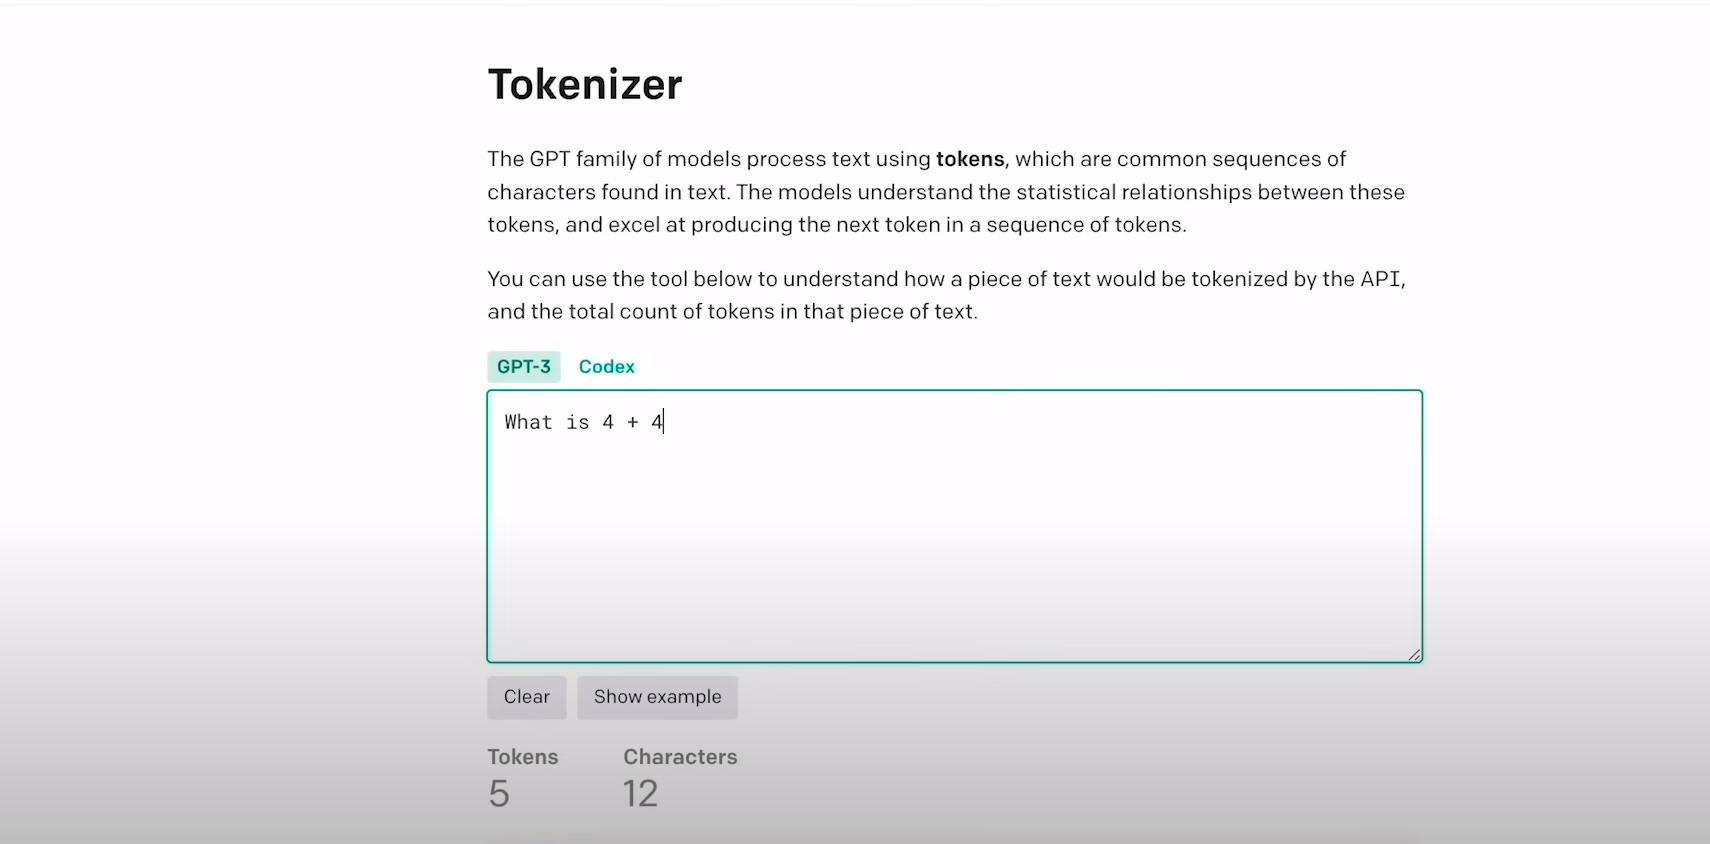 Tokenizer
The GPT family of models process text using tokens, which are common sequences of
characters found in text. The models understand the statistical relationships between these
tokens, and excel at producing the next token in a sequence of tokens.
You can use the tool below to understand how a piece of text would be tokenized by the API,
and the total count of tokens in that piece of text.
GPT-3 Codex
What is 4 + 4
Clear Show example
Tokens Characters
5 12